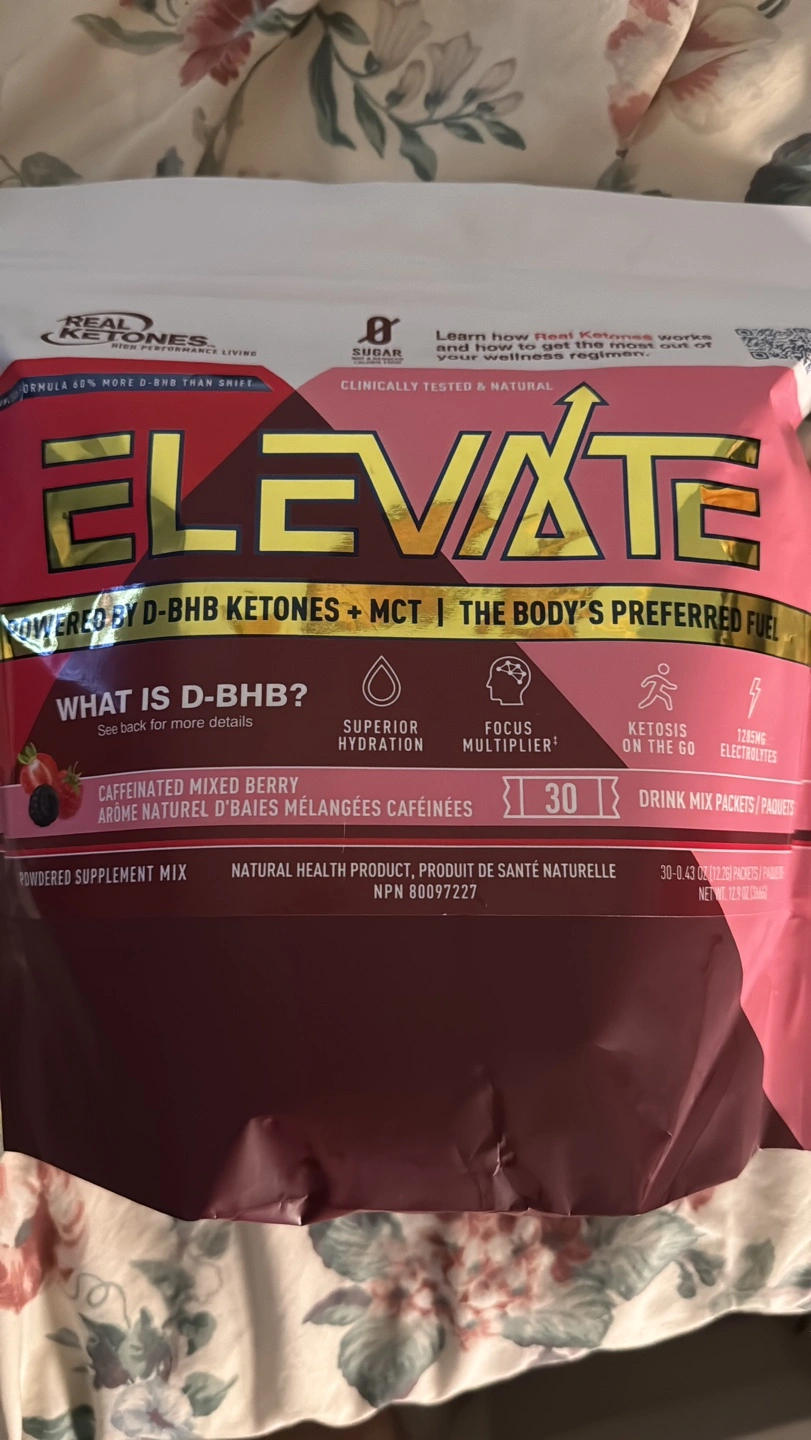 REAL
KETONES
HIGH PERFORMANCE LIVING
0
SUGAR
Learn how Real Ketones works
and how to get the most out of
your wellness regimen.
FORMULA 60% MORE D-BHB THAN SHIFT
CLINICALLY TESTED & NATURAL
ELEVATE
POWERED BY D-BHB KETONES + MCT | THE BODY'S PREFERRED FUEL
WHAT IS D-BHB?
See back for more details
SUPERIOR
HYDRATION
FOCUS
MULTIPLIER‡
KETOSIS
ON THE GO
1285MG
ELECTROLYTES
CAFFEINATED MIXED BERRY
ARÔME NATUREL D'BAIES MÉLANGÉES CAFÉINÉES
30
DRINK MIX PACKETS/PAQUETS
POWDERED SUPPLEMENT MIX
NATURAL HEALTH PRODUCT, PRODUIT DE SANTÉ NATURELLE
NPN 80097227
30-0.43 OZ (12.2G) PACKETS / PAQUETS
NET WT. 12.9 OZ (366G)